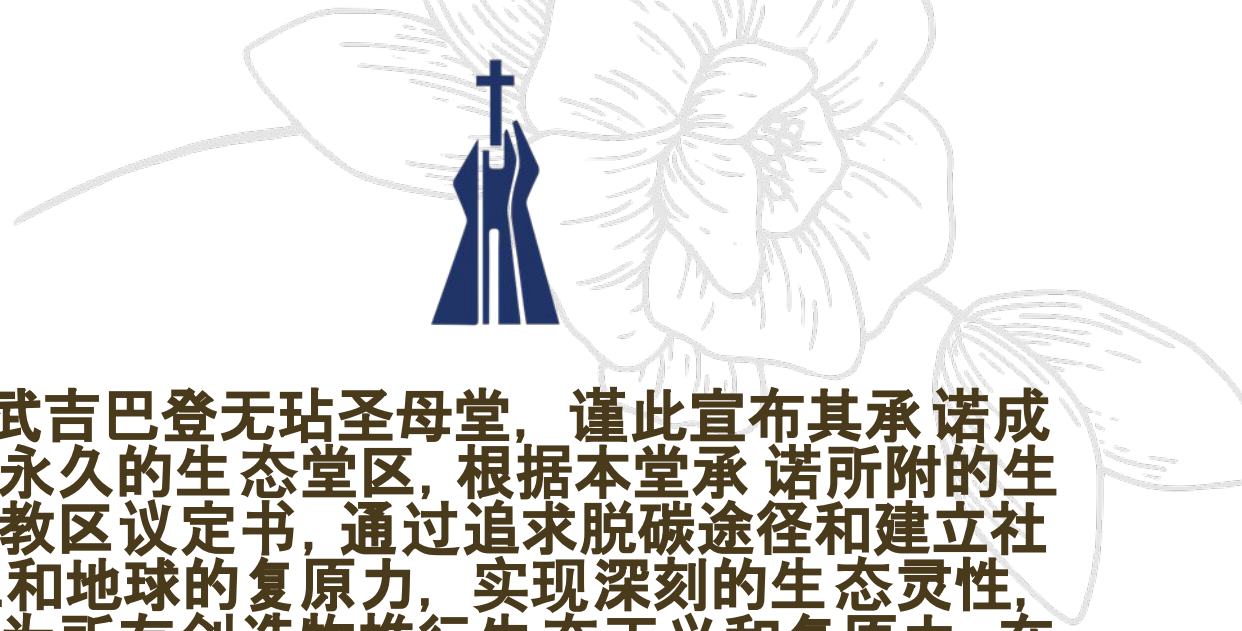 武吉巴登无玷圣母堂，谨此宣布其承诺成
永久的生态堂区，根据本堂承诺所附的生
教区议定书，通过追求脱碳途径和建立社
和地球的复原力，实现深刻的生态灵性，